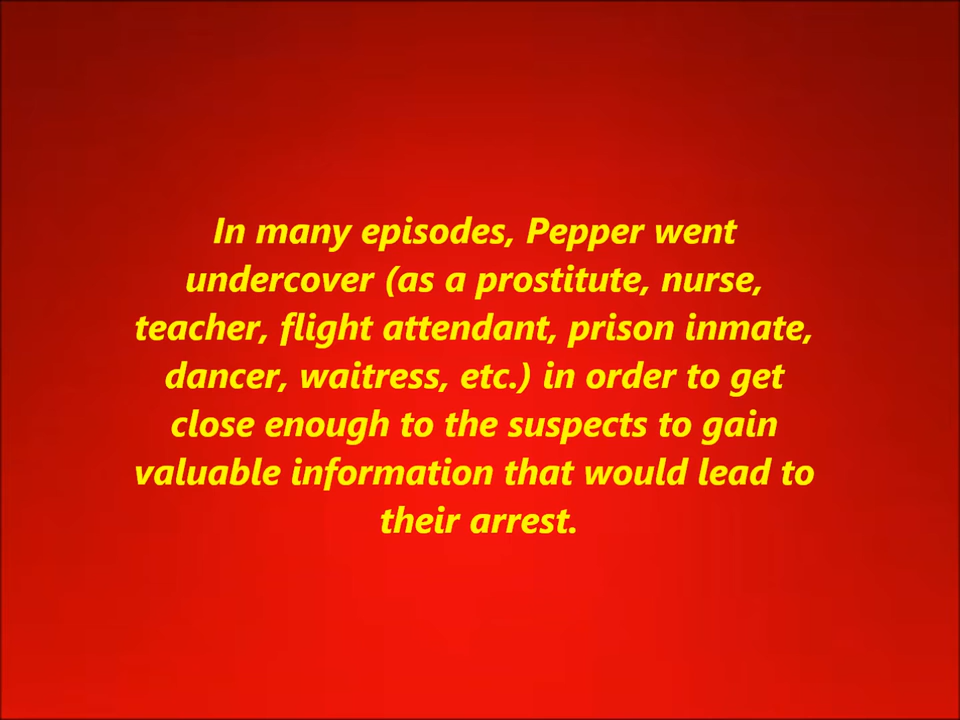 In many episodes, Pepper went
undercover (as a prostitute, nurse,
teacher, flight attendant, prison inmate,
dancer, waitress, etc.) in order to get
close enough to the suspects to gain
valuable information that would lead to
their arrest.